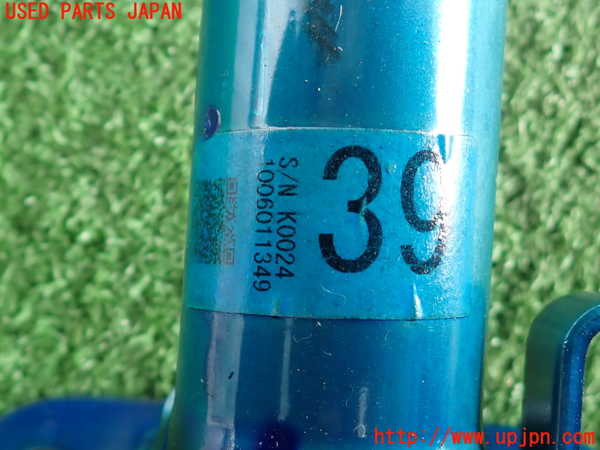 USED PARTS JAPAN
S/N K0024
1006011349
39
http://www.upjpn.com/